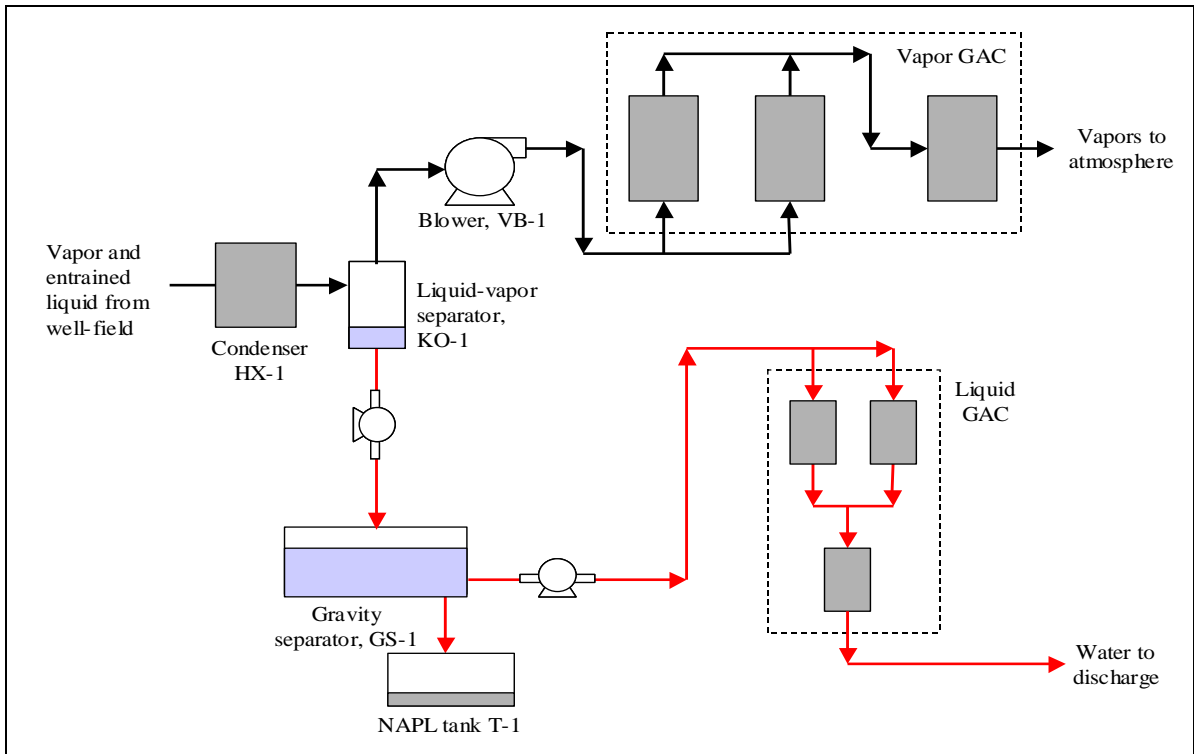 Vapor GAC
Vapors to
atmosphere
Blower, VB-1
Vapor and
entrained
liquid from
well-field
Liquid-vapor
separator,
KO-1
Condenser
HX-1
Liquid
GAC
Gravity
separator, GS-1
Water to
discharge
NAPL tank T-1